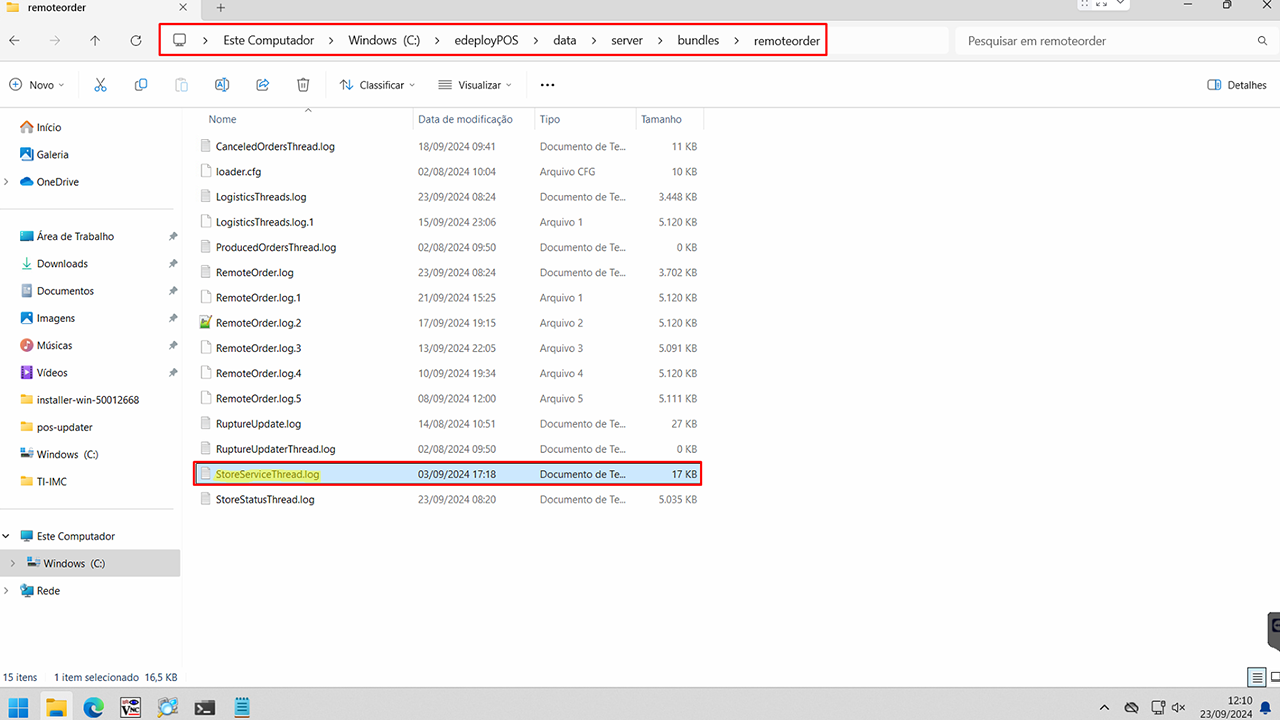 remoteorder
Este Computador > Windows (C:) > edeployPOS > data > server > bundles > remoteorder
Pesquisar em remoteorder
Novo
Classificar
Visualizar
Detalhes
Nome Data de modificação Tipo Tamanho
CanceledOrdersThread.log 18/09/2024 09:41 Documento de Te... 11 KB
loader.cfg 02/08/2024 10:04 Arquivo CFG 10 KB
LogisticsThreads.log 23/09/2024 08:24 Documento de Te... 3.448 KB
LogisticsThreads.log.1 15/09/2024 23:06 Arquivo 1 5.120 KB
ProducedOrdersThread.log 02/08/2024 09:50 Documento de Te... 0 KB
RemoteOrder.log 23/09/2024 08:24 Documento de Te... 3.702 KB
RemoteOrder.log.1 21/09/2024 15:25 Arquivo 1 5.120 KB
RemoteOrder.log.2 17/09/2024 19:15 Arquivo 2 5.120 KB
RemoteOrder.log.3 13/09/2024 22:05 Arquivo 3 5.091 KB
RemoteOrder.log.4 10/09/2024 19:34 Arquivo 4 5.120 KB
RemoteOrder.log.5 08/09/2024 12:00 Arquivo 5 5.111 KB
RuptureUpdate.log 14/08/2024 10:51 Documento de Te... 27 KB
RuptureUpdaterThread.log 02/08/2024 09:50 Documento de Te... 0 KB
StoreServiceThread.log 03/09/2024 17:18 Documento de Te... 17 KB
StoreStatusThread.log 23/09/2024 08:20 Documento de Te... 5.035 KB
Início
Galeria
OneDrive
Área de Trabalho
Downloads
Documentos
Imagens
Músicas
Vídeos
installer-win-50012668
pos-updater
Windows (C:)
TI-IMC
Este Computador
Windows (C:)
Rede
15 itens 1 item selecionado 16,5 KB
VNC
12:10
23/09/2024